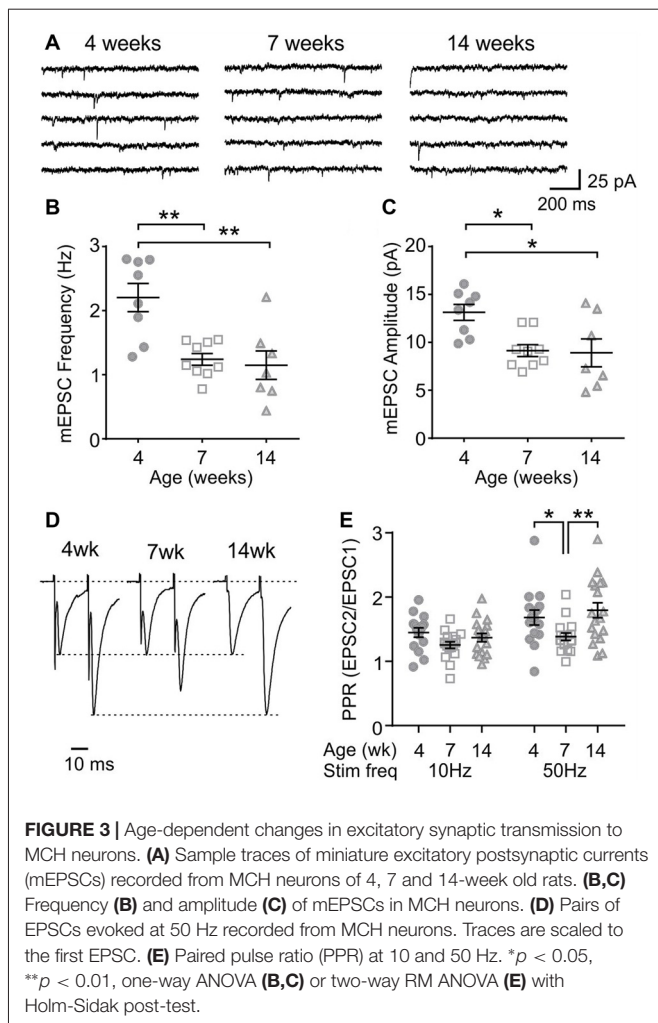 A 4 weeks 7 weeks 14 weeks
25 pA
200 ms
B
**
**
mEPSC Frequency (Hz)
3
2
1
0
4 7 14
Age (weeks)
C
*
*
mEPSC Amplitude (pA)
20
15
10
5
0
4 7 14
Age (weeks)
D
4wk 7wk 14wk
10 ms
E
* **
PPR (EPSC2/EPSC1)
3
2
1
0
Age (wk) 4 7 14 4 7 14
Stim freq 10Hz 50Hz
FIGURE 3 | Age-dependent changes in excitatory synaptic transmission to
MCH neurons. (A) Sample traces of miniature excitatory postsynaptic currents
(mEPSCs) recorded from MCH neurons of 4, 7 and 14-week old rats. (B,C)
Frequency (B) and amplitude (C) of mEPSCs in MCH neurons. (D) Pairs of
EPSCs evoked at 50 Hz recorded from MCH neurons. Traces are scaled to
the first EPSC. (E) Paired pulse ratio (PPR) at 10 and 50 Hz. *p < 0.05,
**p < 0.01, one-way ANOVA (B,C) or two-way RM ANOVA (E) with
Holm-Sidak post-test.